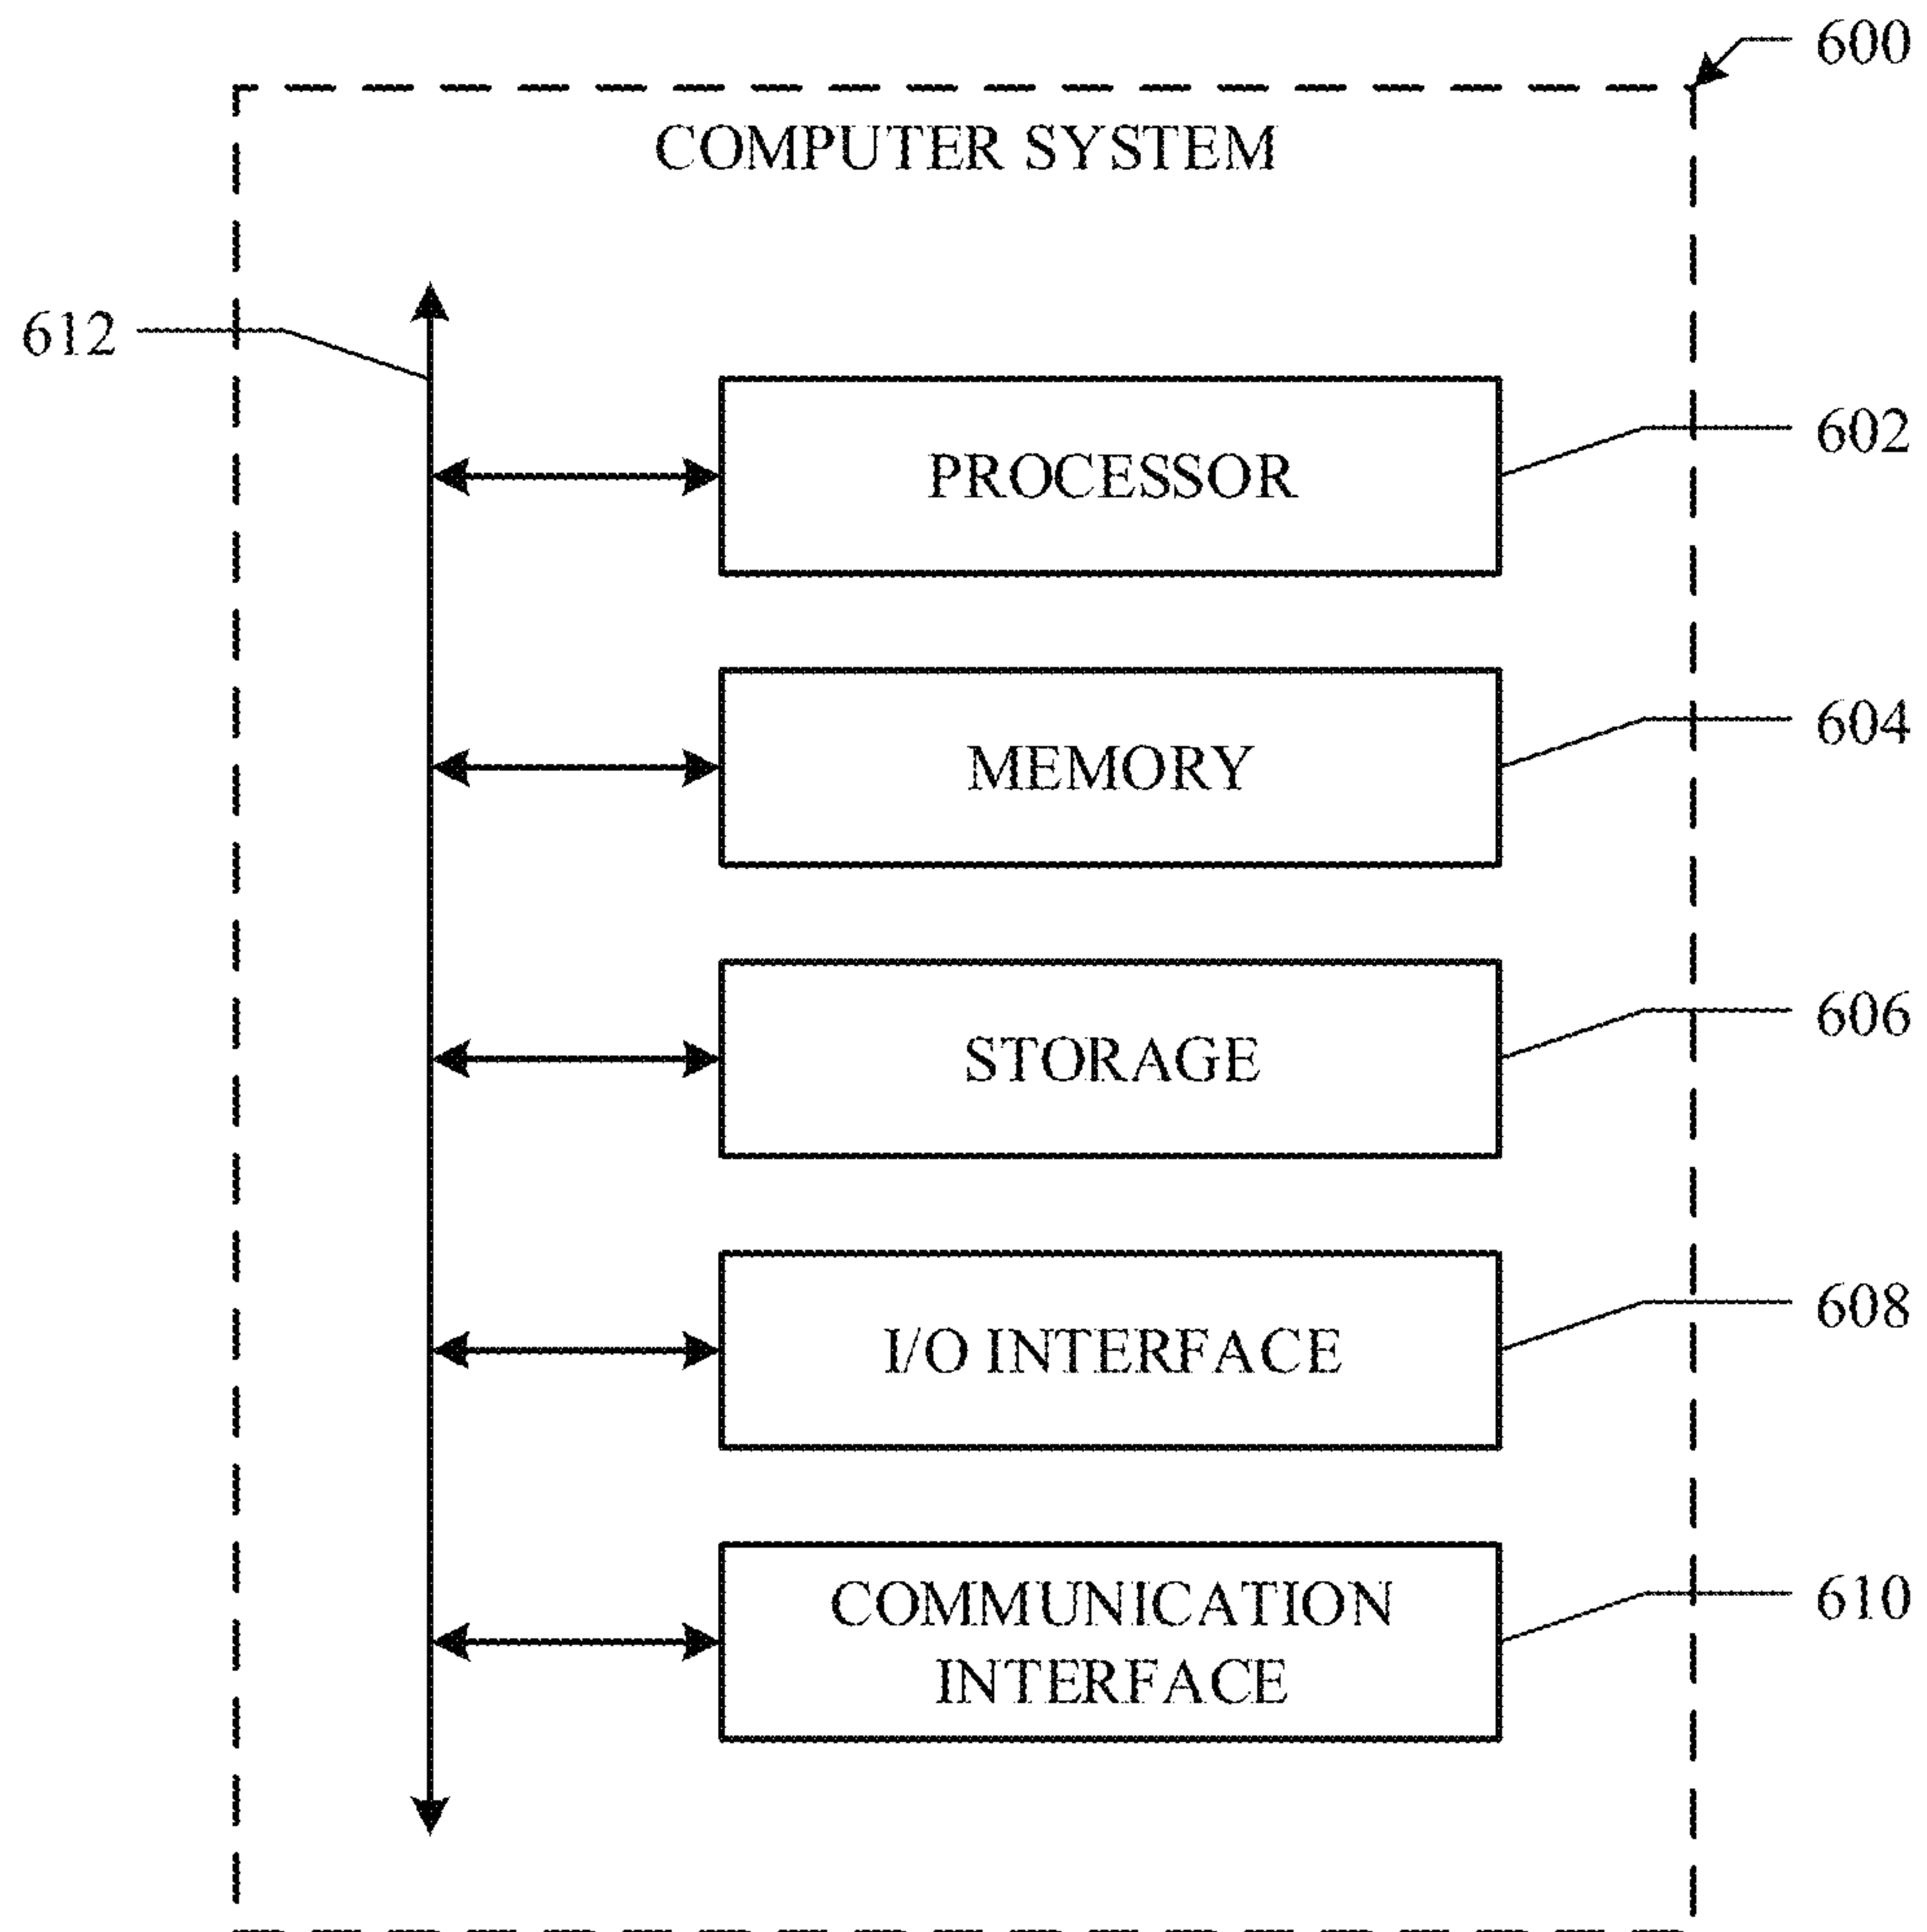 600
COMPUTER SYSTEM
612
PROCESSOR
602
MEMORY
604
STORAGE
606
I/O INTERFACE
608
COMMUNICATION
INTERFACE
610